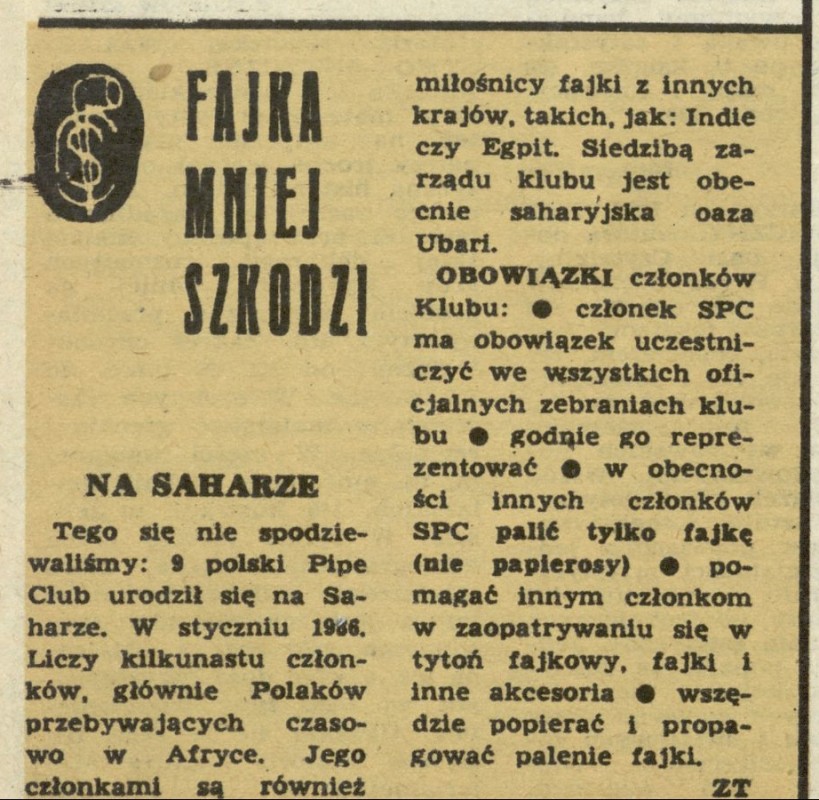 FAJKA
MNIEJ
SZKODZI
NA SAHARZE
Tego się nie spodzie-
waliśmy: 9 polski Pipe
Club urodził się na Sa-
harze. W styczniu 1986.
Liczy kilkunastu człon-
ków, głównie Polaków
przebywających czaso-
wo w Afryce. Jego
członkami są również
miłośnicy fajki z innych
krajów, takich, jak: Indie
czy Egpit. Siedzibą za-
rządu klubu jest obe-
cnie saharyjska oaza
Ubari.
OBOWIĄZKI członków
Klubu: ● członek SPC
ma obowiązek uczestni-
czyć we wszystkich ofi-
cjalnych zebraniach klu-
bu ● godnie go repre-
zentować ● w obecno-
ści innych członków
SPC palić tylko fajkę
(nie papierosy) ● po-
magać innym członkom
w zaopatrywaniu się w
tytoń fajkowy, fajki i
inne akcesoria ● wszę-
dzie popierać i propa-
gować palenie fajki.
ZT